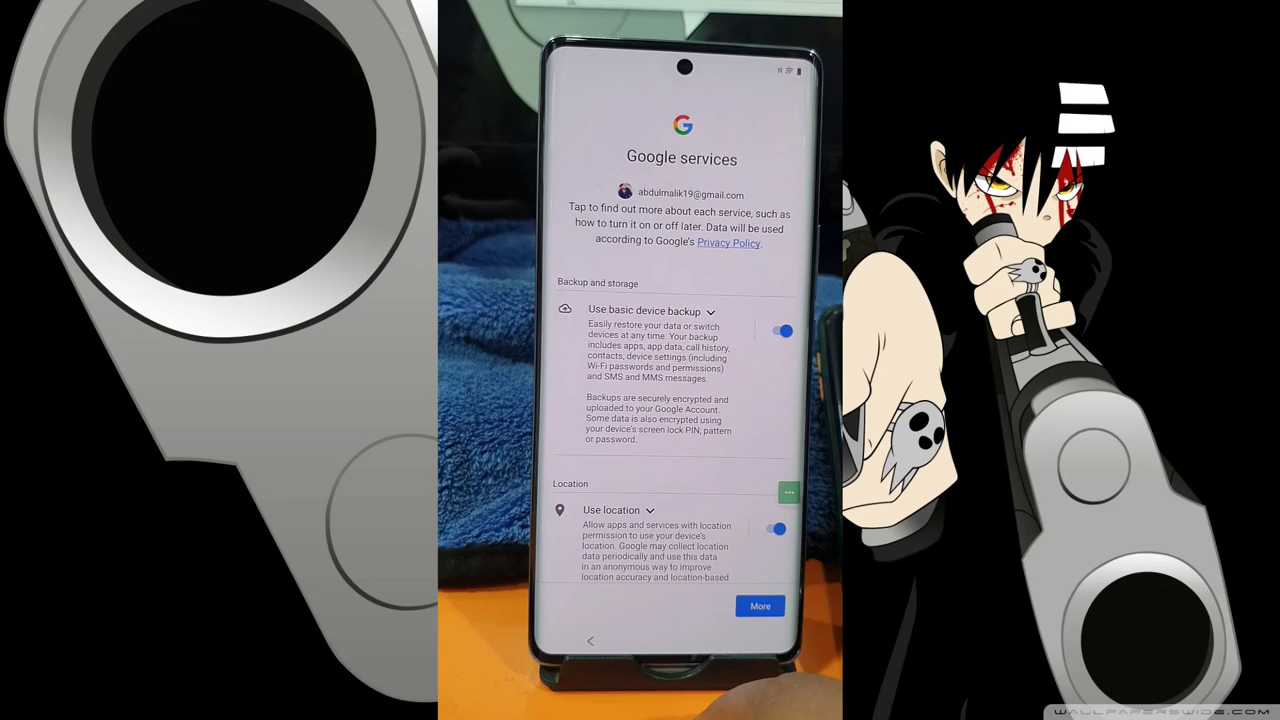 Google services
abdulmalik19@gmail.com
Tap to find out more about each service, such as
how to turn it on or off later. Data will be used
according to Google's Privacy Policy.
Backup and storage
Use basic device backup
Easily restore your data or switch
devices at any time. Your backup
includes apps, app data, call history,
contacts, device settings (including
Wi-Fi passwords and permissions)
and SMS and MMS messages.
Backups are securely encrypted and
uploaded to your Google Account.
Some data is also encrypted using
your device's screen lock PIN, pattern
or password.
Location
Use location
Allow apps and services with location
permission to use your device's
location. Google may collect location
data periodically and use this data
in an anonymous way to improve
location accuracy and location-based
More
WALLPAPERSWIDE.COM